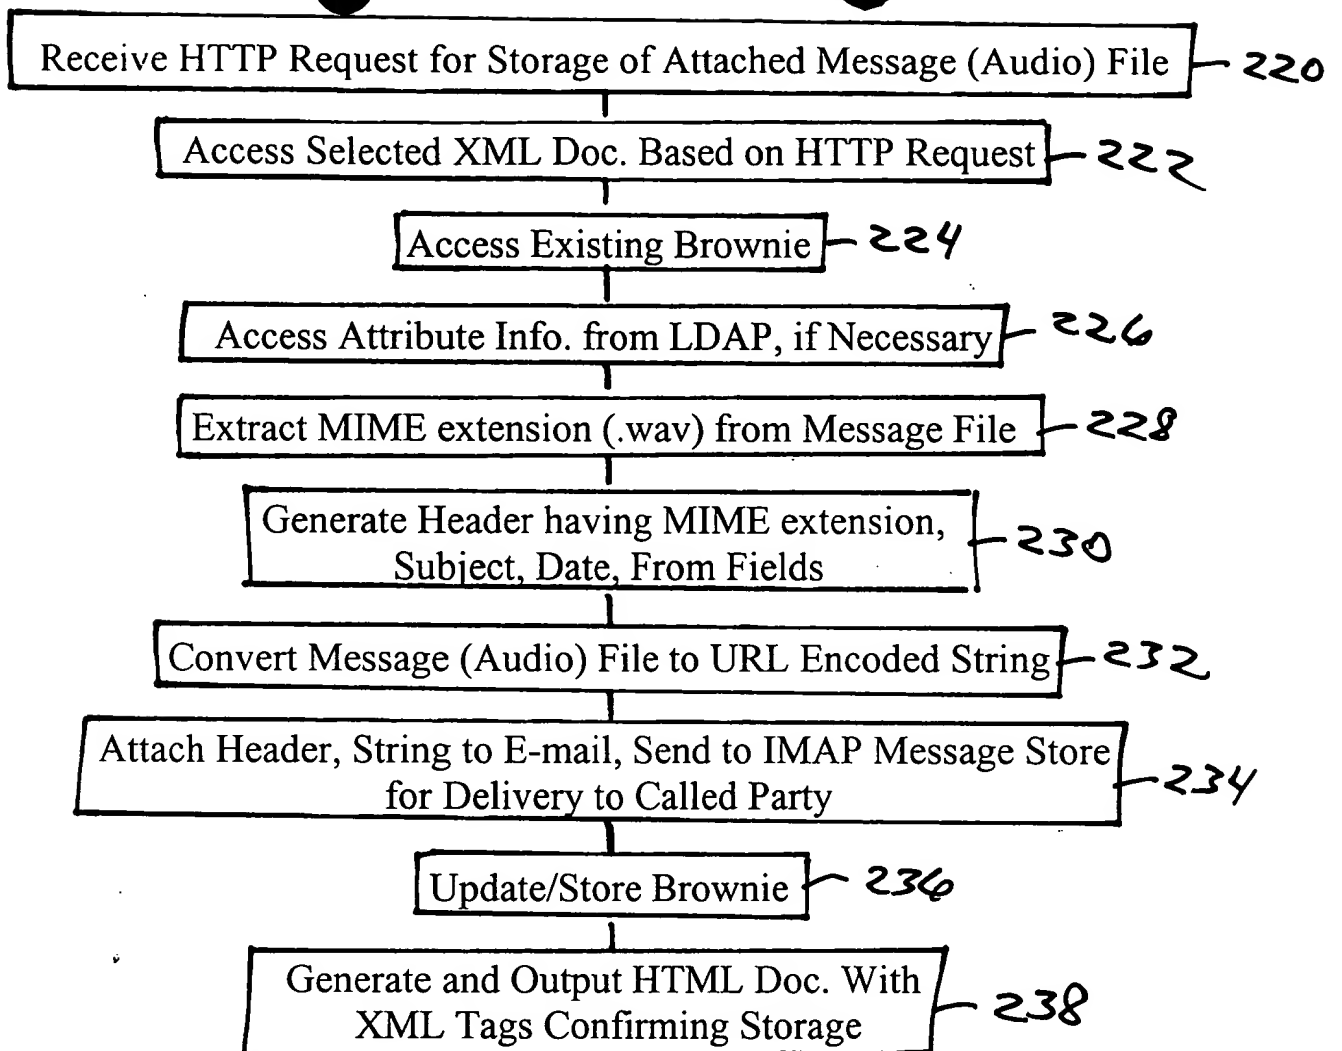 Receive HTTP Request for Storage of Attached Message (Audio) File 220
Access Selected XML Doc. Based on HTTP Request 222
Access Existing Brownie 224
Access Attribute Info. from LDAP, if Necessary 226
Extract MIME extension (.wav) from Message File 228
Generate Header having MIME extension,
Subject, Date, From Fields 230
Convert Message (Audio) File to URL Encoded String 232
Attach Header, String to E-mail, Send to IMAP Message Store
for Delivery to Called Party 234
Update/Store Brownie 236
Generate and Output HTML Doc. With
XML Tags Confirming Storage 238